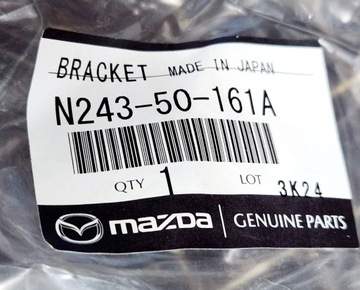 BRACKET MADE IN JAPAN
N243-50-161A
QTY 1 LOT 3K24
mazda GENUINE PARTS